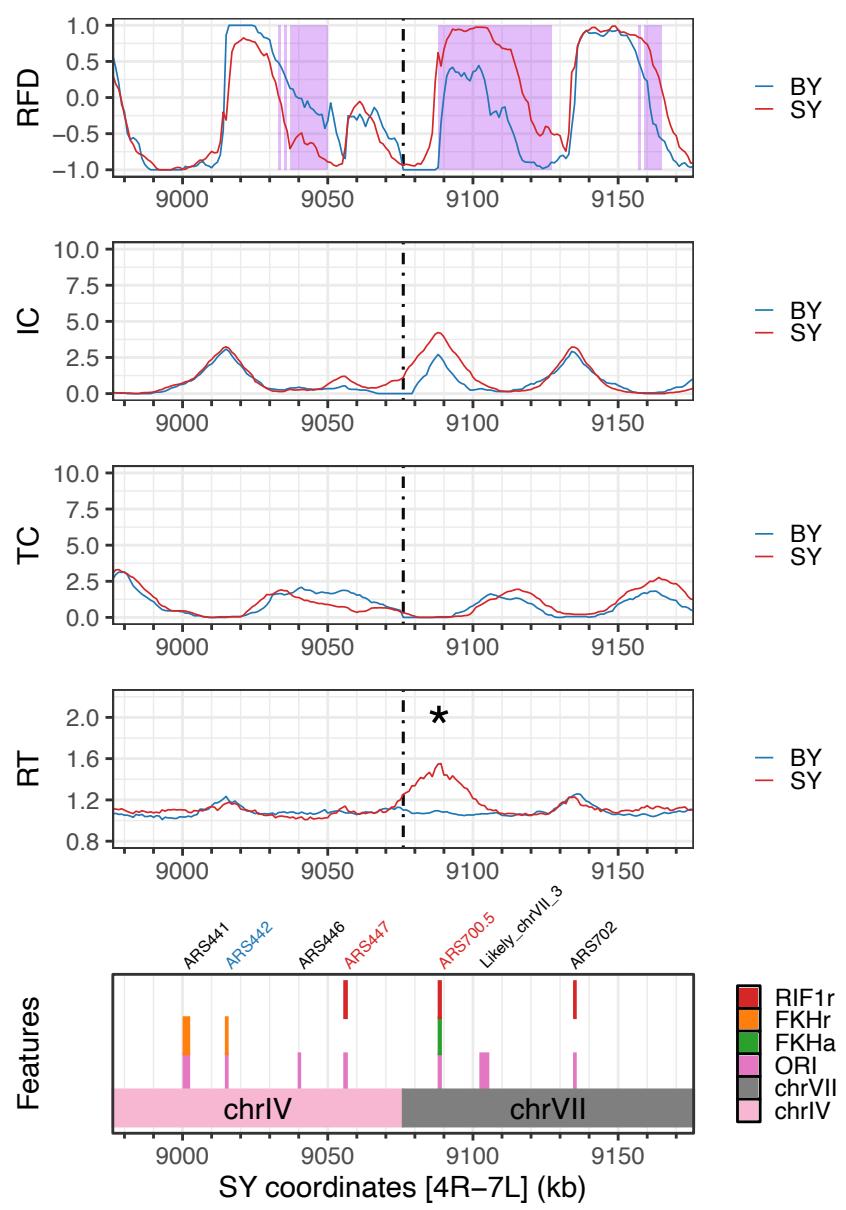 RFD
1.0
0.5
0.0
−0.5
−1.0
9000 9050 9100 9150
BY
SY
IC
10.0
7.5
5.0
2.5
0.0
9000 9050 9100 9150
BY
SY
TC
10.0
7.5
5.0
2.5
0.0
9000 9050 9100 9150
BY
SY
RT
2.0
1.6
1.2
0.8
*
9000 9050 9100 9150
BY
SY
Features
ARS441
ARS442
ARS446
ARS447
ARS700.5
Likely_chrVII_3
ARS702
chrIV
chrVII
9000 9050 9100 9150
SY coordinates [4R−7L] (kb)
RIF1r
FKHr
FKHa
ORI
chrVII
chrIV